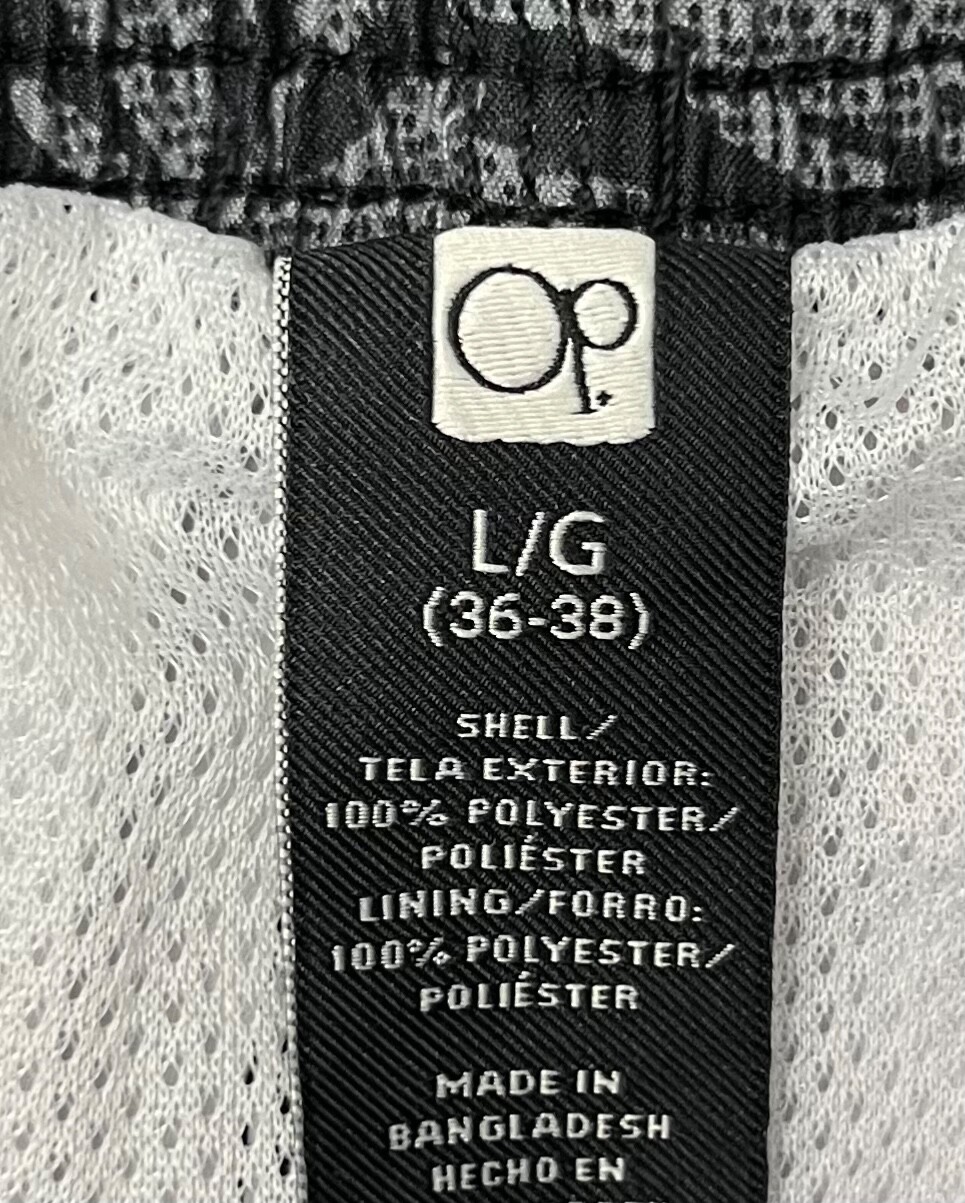 Op.
L/G
(36-38)
SHELL/
TELA EXTERIOR:
100% POLYESTER/
POLIÉSTER
LINING/FORRO:
100% POLYESTER/
POLIÉSTER
MADE IN
BANGLADESH
HECHO EN